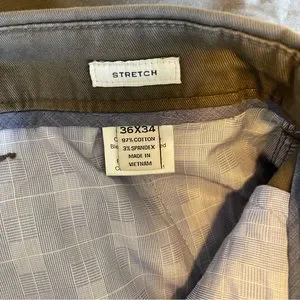 STRETCH
36X34
97% COTTON
3% SPANDEX
MADE IN
VIETNAM